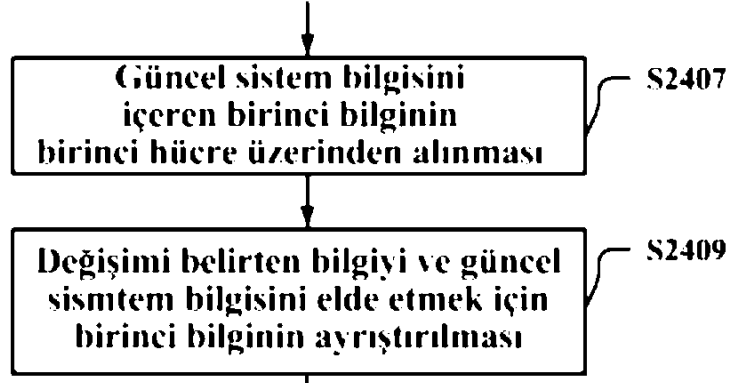 Güncel sistem bilgisini
içeren birinci bilginin
birinci hücre üzerinden alınması
S2407
Değişimi belirten bilgiyi ve güncel
sismtem bilgisini elde etmek için
birinci bilginin ayrıştırılması
S2409